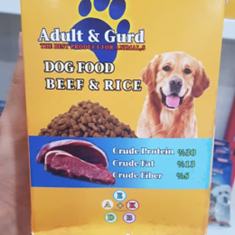 Adult & Gurd
THE BEST PRODUCT FOR ANIMALS
DOG FOOD
BEEF & RICE
Crude Protein %30
Crude Fat %13
Crude Fiber %5
E
A + K
D B